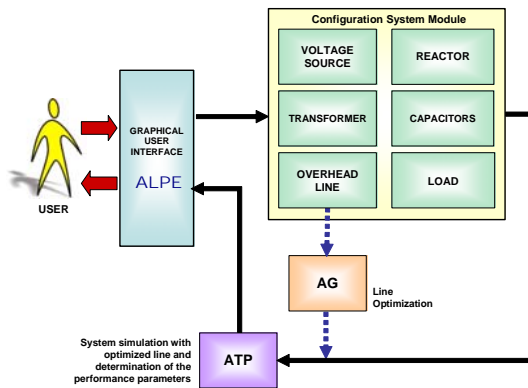 Configuration System Module
VOLTAGE
SOURCE
REACTOR
TRANSFORMER
CAPACITORS
OVERHEAD
LINE
LOAD
GRAPHICAL
USER
INTERFACE
ALPE
USER
AG
Line
Optimization
System simulation with
optimized line and
determination of the
performance parameters
ATP